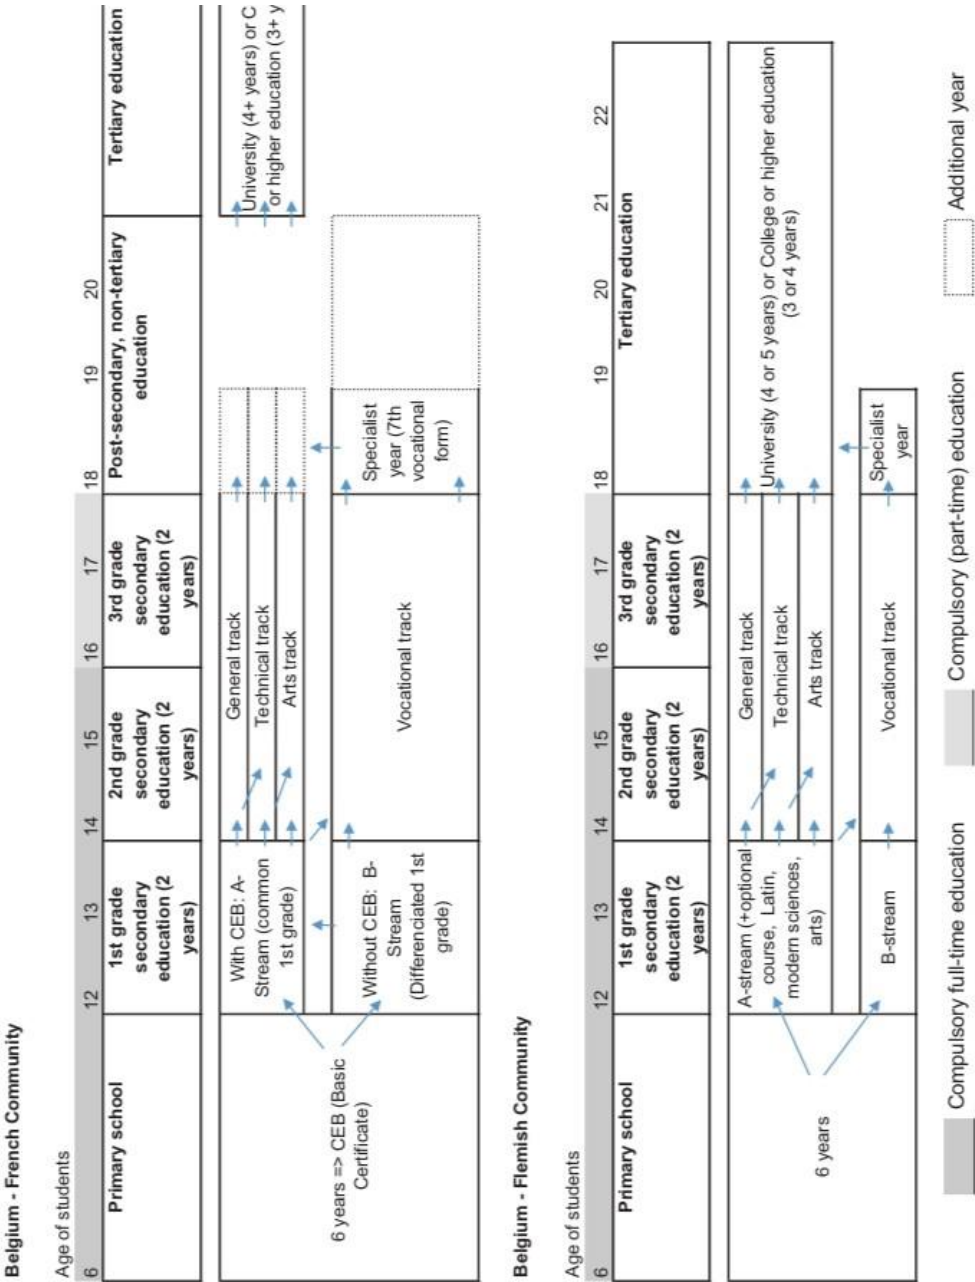 Belgium - French Community
Age of students
6 12 13 14 15 16 17 18 19 20
Primary school
1st grade
secondary
education (2
years)
2nd grade
secondary
education (2
years)
3rd grade
secondary
education (2
years)
Post-secondary, non-tertiary
education
Tertiary education
6 years => CEB (Basic
Certificate)
With CEB: A-
Stream (common
1st grade)
General track
Technical track
Arts track
University (4+ years) or C
or higher education (3+ y
Without CEB: B-
Stream
(Differenciated 1st
grade)
Vocational track
Specialist
year (7th
vocational
form)
Belgium - Flemish Community
Age of students
6 12 13 14 15 16 17 18 19 20 21 22
Primary school
1st grade
secondary
education (2
years)
2nd grade
secondary
education (2
years)
3rd grade
secondary
education (2
years)
Tertiary education
6 years
A-stream (+optional
course, Latin,
modern sciences,
arts)
General track
Technical track
Arts track
University (4 or 5 years) or College or higher education
(3 or 4 years)
B-stream
Vocational track
Specialist
year
Compulsory full-time education
Compulsory (part-time) education
Additional year